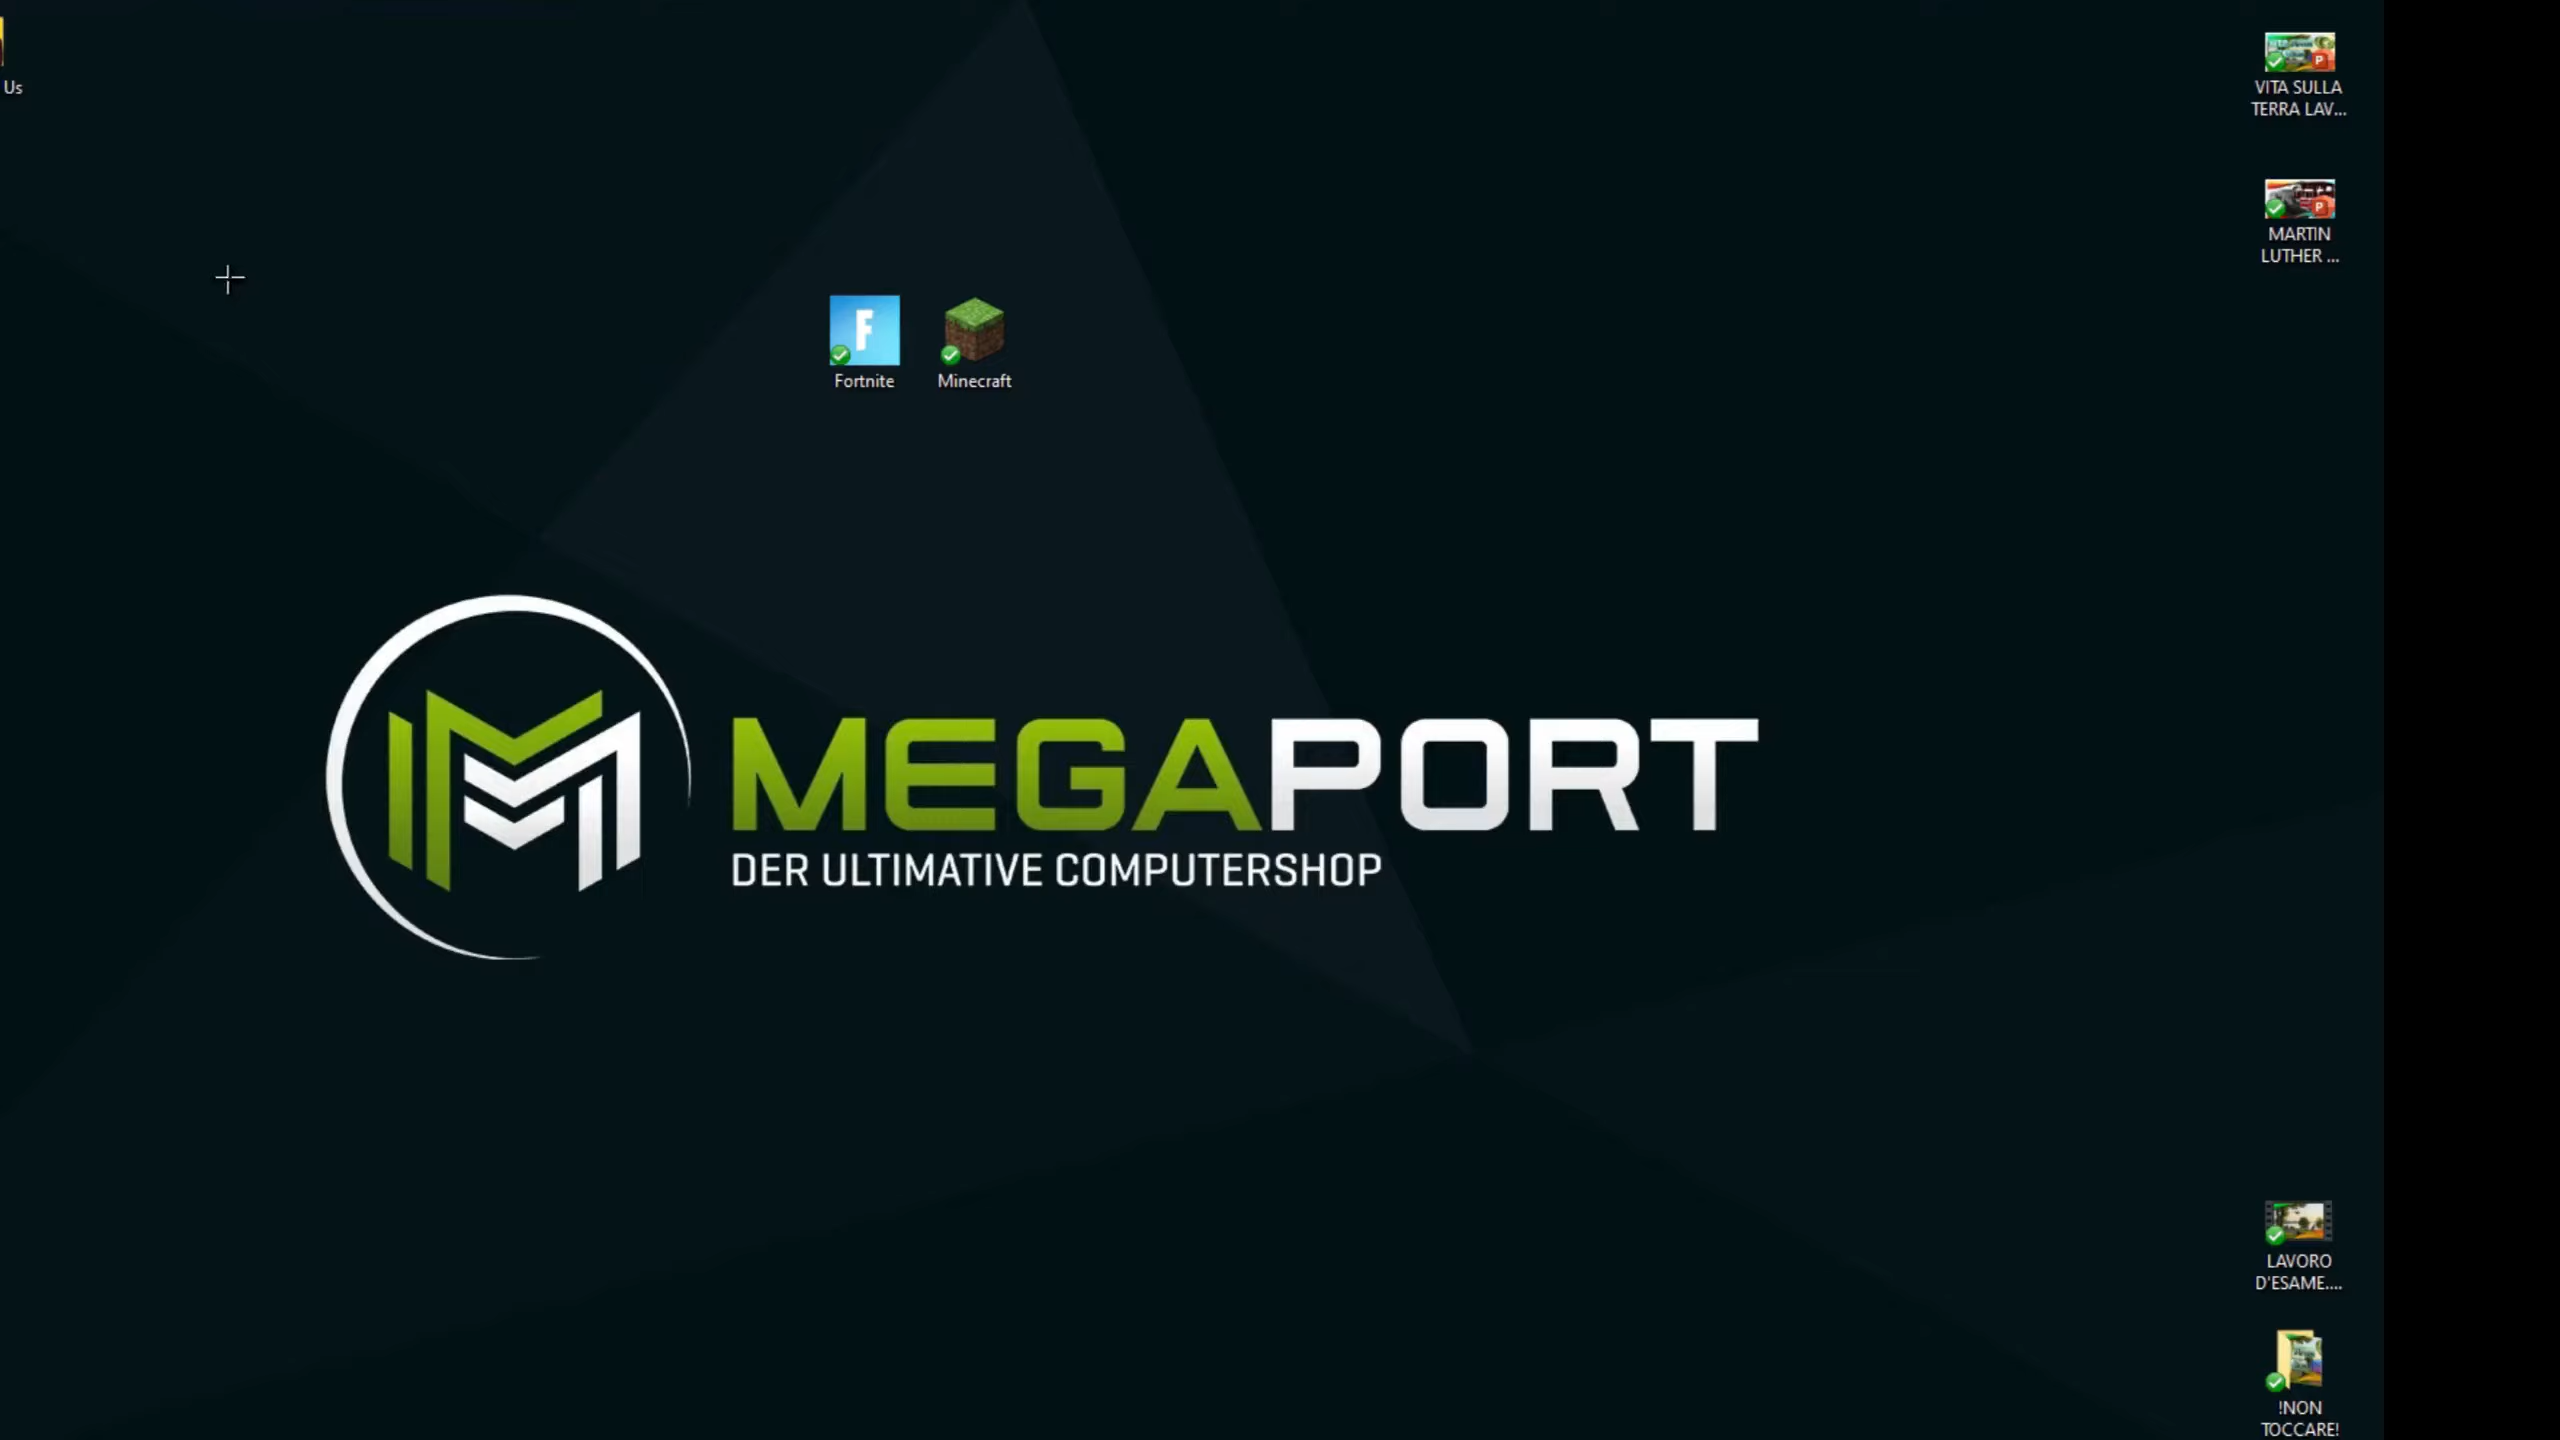 Us
VITA SULLA
TERRA LAV...
MARTIN
LUTHER ...
F
Fortnite
Minecraft
MEGAPORT
DER ULTIMATIVE COMPUTERSHOP
LAVORO
D'ESAME....
!NON
TOCCARE!